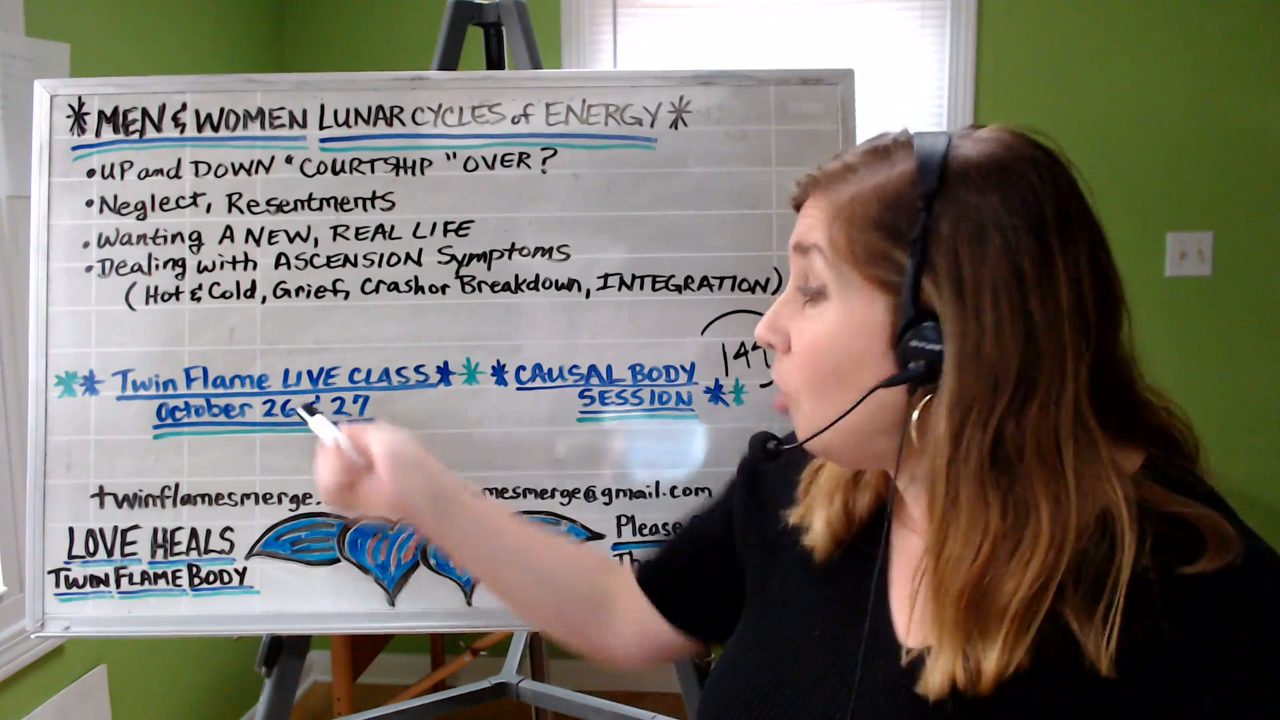 *MEN & WOMEN LUNAR CYCLES of ENERGY*
• UP and DOWN "COURTSHIP" OVER?
• Neglect, Resentments
• Wanting A NEW, REAL LIFE
• Dealing with ASCENSION Symptoms
(Hot & Cold, Grief, Crash or Breakdown, INTEGRATION)
** Twin Flame LIVE CLASS **
October 26 & 27
* CAUSAL BODY
SESSION **
twinflamesmerge.
mesmerge@gmail.com
LOVE HEALS
TWIN FLAME BODY
Please